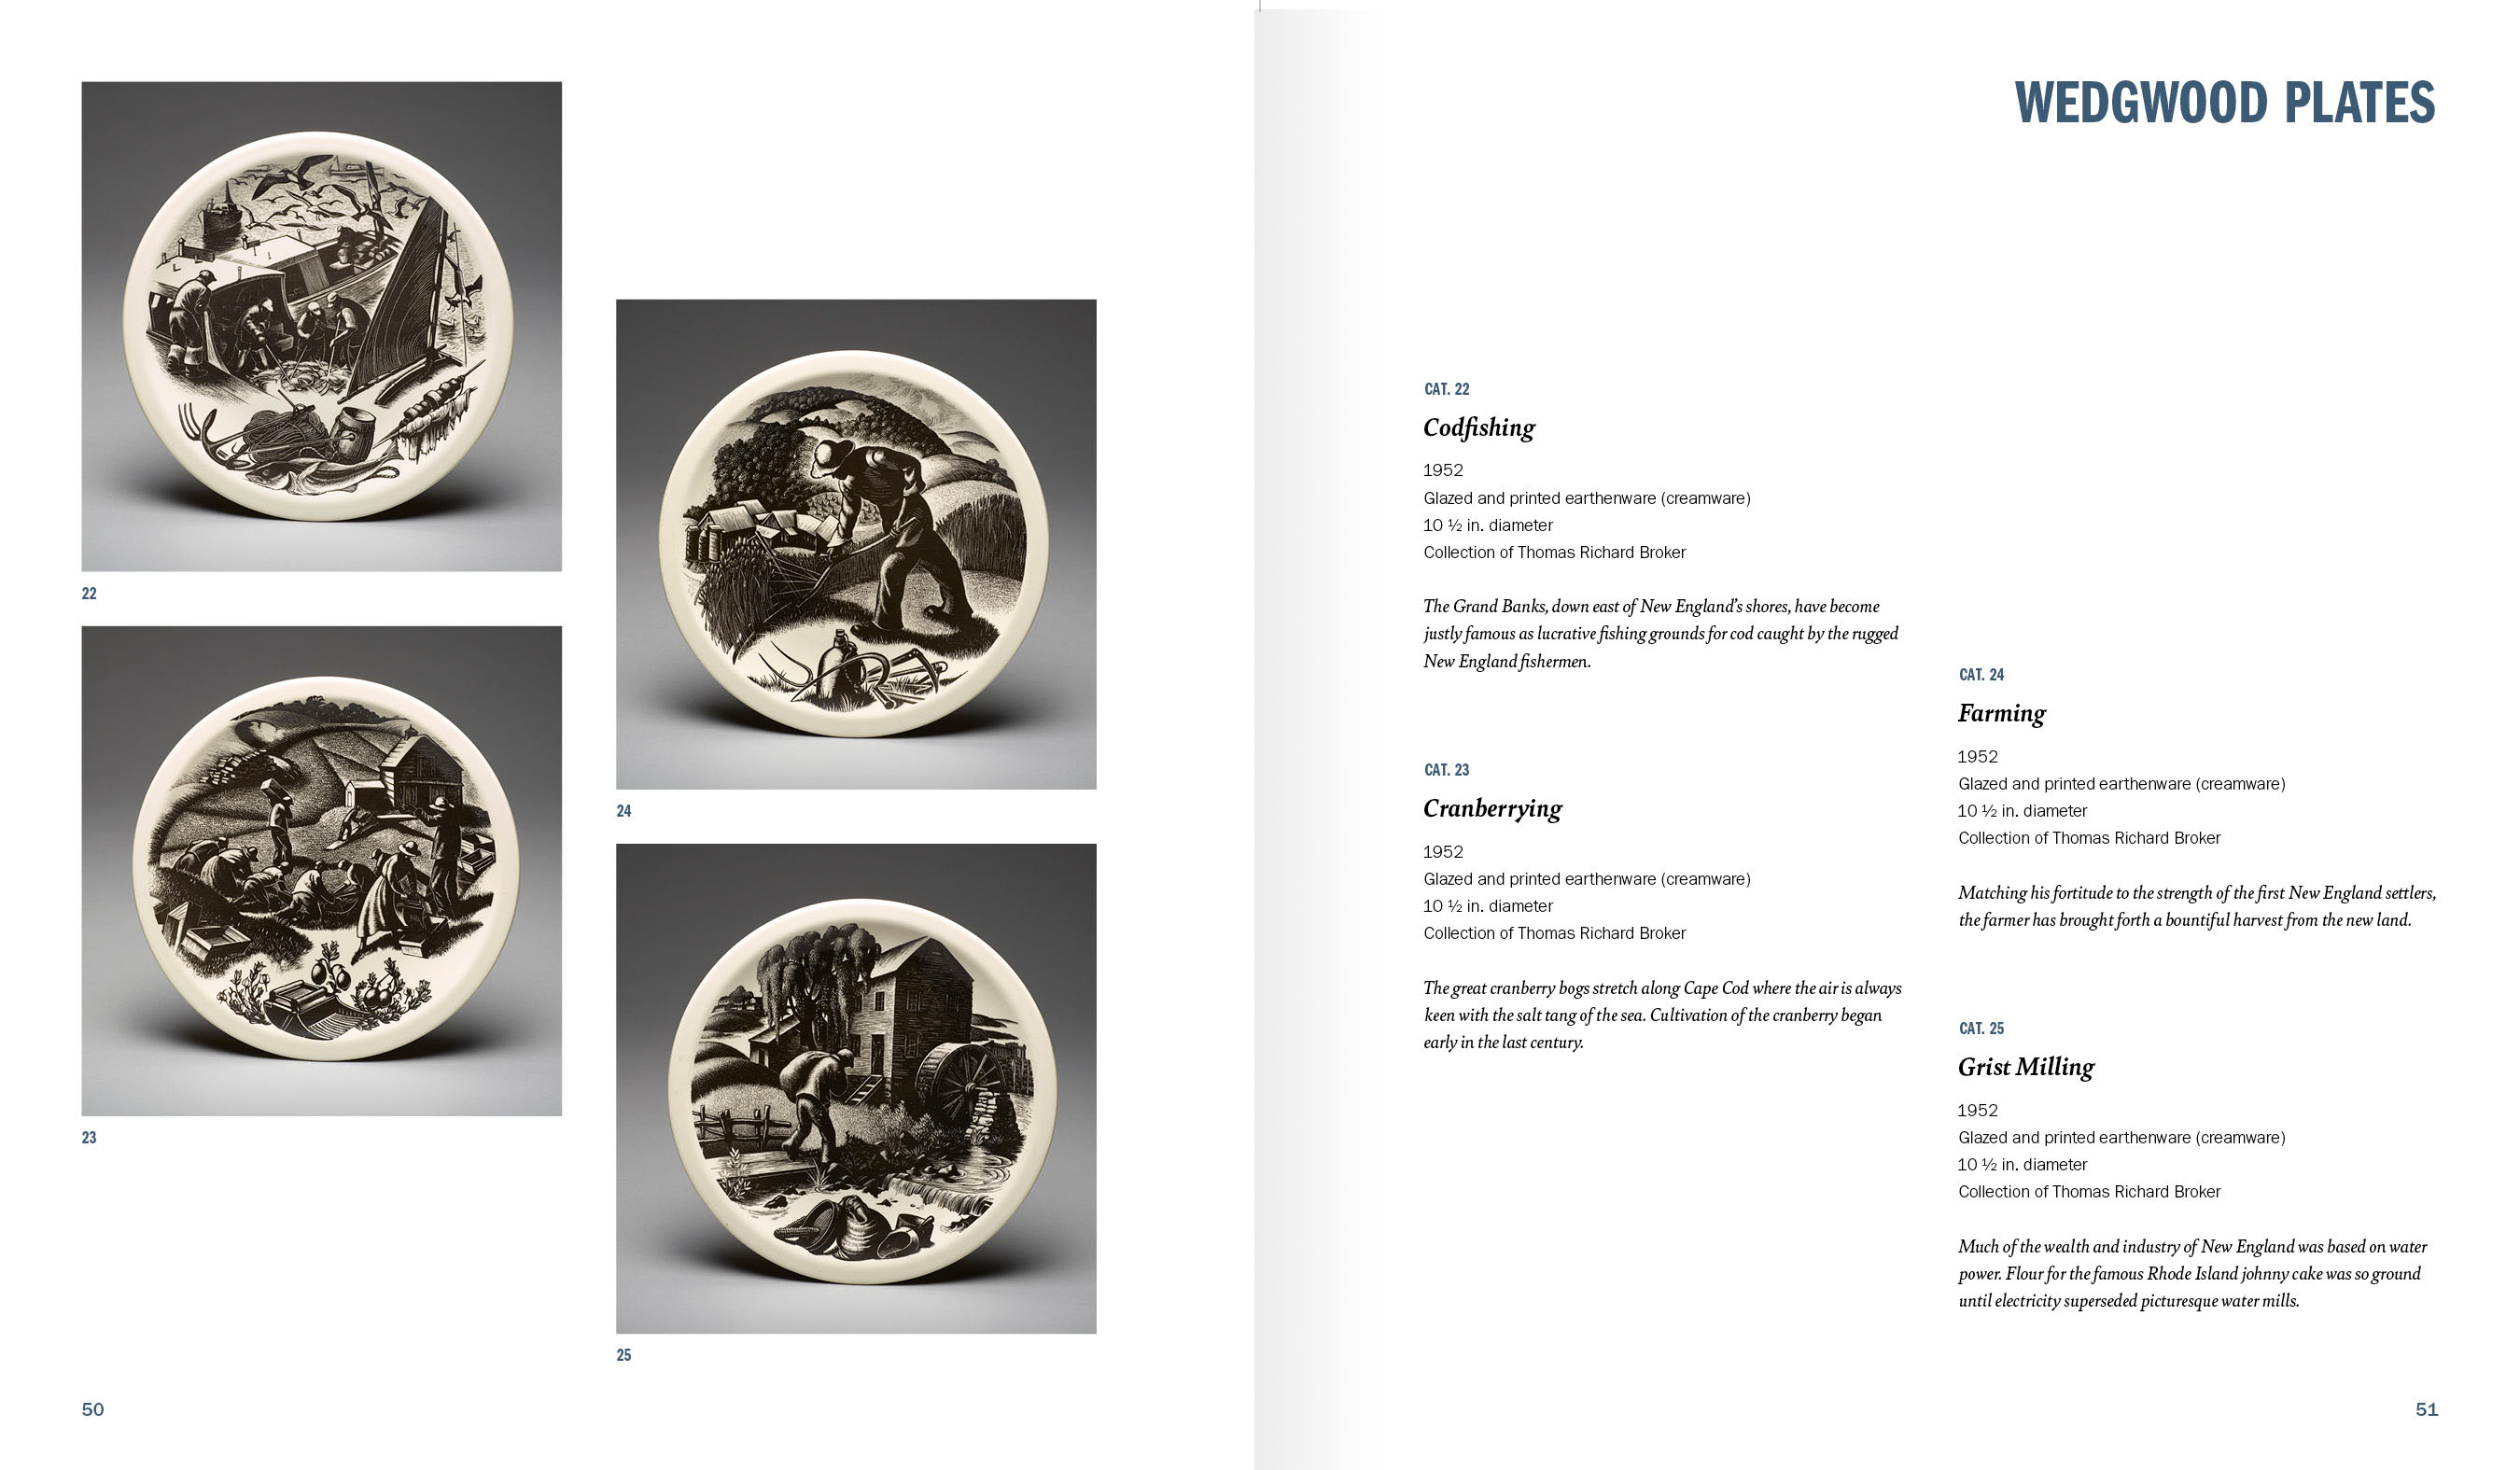 22
23
24
25
50
WEDGWOOD PLATES
CAT. 22
Codfishing
1952
Glazed and printed earthenware (creamware)
10 ½ in. diameter
Collection of Thomas Richard Broker
The Grand Banks, down east of New England’s shores, have become
justly famous as lucrative fishing grounds for cod caught by the rugged
New England fishermen.
CAT. 23
Cranberrying
1952
Glazed and printed earthenware (creamware)
10 ½ in. diameter
Collection of Thomas Richard Broker
The great cranberry bogs stretch along Cape Cod where the air is always
keen with the salt tang of the sea. Cultivation of the cranberry began
early in the last century.
CAT. 24
Farming
1952
Glazed and printed earthenware (creamware)
10 ½ in. diameter
Collection of Thomas Richard Broker
Matching his fortitude to the strength of the first New England settlers,
the farmer has brought forth a bountiful harvest from the new land.
CAT. 25
Grist Milling
1952
Glazed and printed earthenware (creamware)
10 ½ in. diameter
Collection of Thomas Richard Broker
Much of the wealth and industry of New England was based on water
power. Flour for the famous Rhode Island johnny cake was so ground
until electricity superseded picturesque water mills.
51